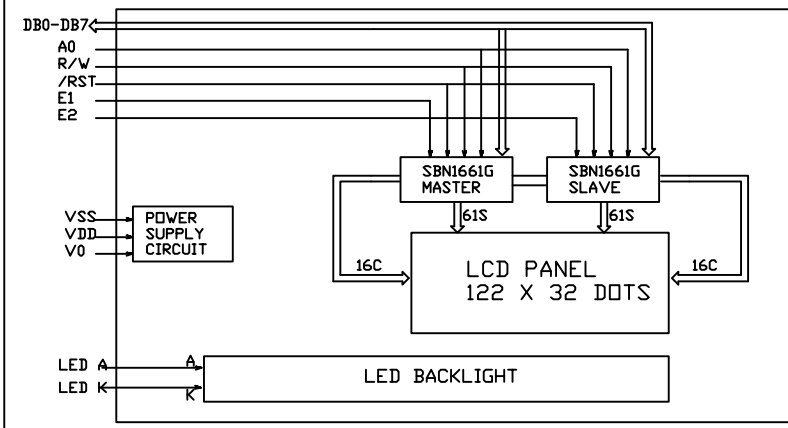 DB0-DB7
A0
R/W
/RST
E1
E2
SBN1661G
MASTER
SBN1661G
SLAVE
61S
61S
VSS
VDD
V0
POWER
SUPPLY
CIRCUIT
16C
LCD PANEL
122 X 32 DOTS
16C
LED A
A
LED K
K
LED BACKLIGHT